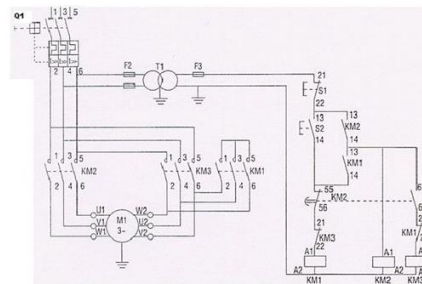 Q1
1 3 5
2 4 6
F2 T1 F3
21
S1
22
13 13
S2 KM2
14 14
13
KM1
14
1 3 5 KM2
2 4 6
1 3 5 KM3
2 4 6
1 3 5 KM1
2 4 6
55
KM2
56
21
KM3
22
U1 W2
V1 M1 U2
W1 3~ V2
A1 A1
A2 A2
KM1 KM2 KM3